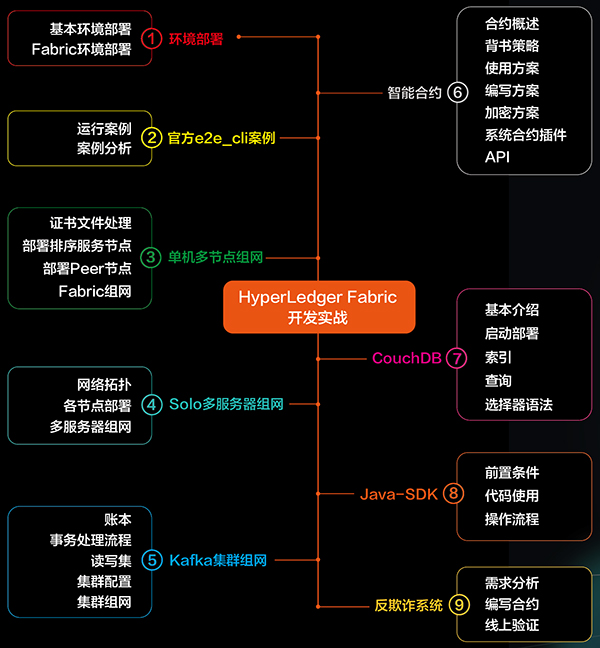 HyperLedger Fabric
开发实战
基本环境部署
Fabric环境部署
1 环境部署
运行案例
案例分析
2 官方e2e_cli案例
证书文件处理
部署排序服务节点
部署Peer节点
Fabric组网
3 单机多节点组网
网络拓扑
各节点部署
多服务器组网
4 Solo多服务器组网
账本
事务处理流程
读写集
集群配置
集群组网
5 Kafka集群组网
智能合约 6
合约概述
背书策略
使用方案
编写方案
加密方案
系统合约插件
API
CouchDB 7
基本介绍
启动部署
索引
查询
选择器语法
Java-SDK 8
前置条件
代码使用
操作流程
反欺诈系统 9
需求分析
编写合约
线上验证